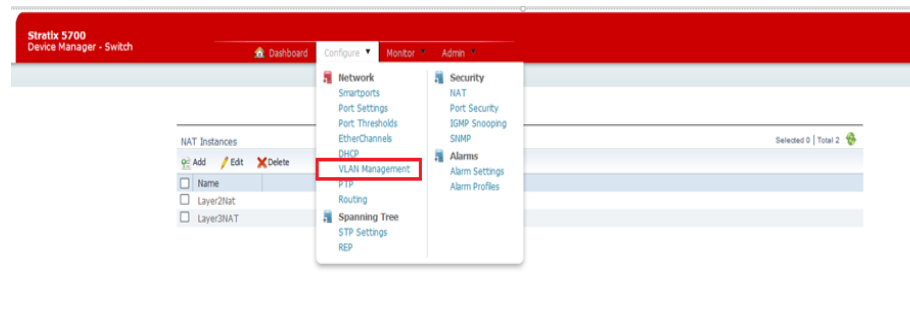 Stratix 5700
Device Manager - Switch
Dashboard Configure Monitor Admin
Network
Smartports
Port Settings
Port Thresholds
EtherChannels
DHCP
VLAN Management
PTP
Routing
Spanning Tree
STP Settings
REP
Security
NAT
Port Security
IGMP Snooping
SNMP
Alarms
Alarm Settings
Alarm Profiles
NAT Instances
Selected 0 | Total 2
Add Edit Delete
Name
Layer2Nat
Layer3NAT